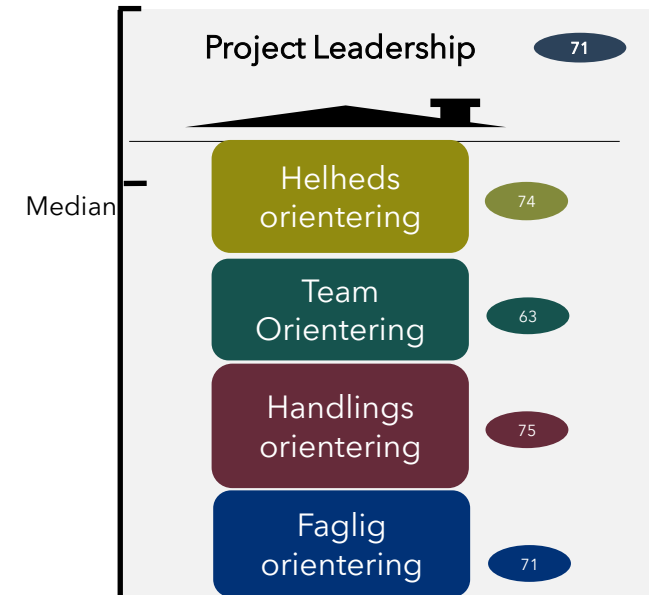 Project Leadership 71
Median
Helheds
orientering
74
Team
Orientering
63
Handlings
orientering
75
Faglig
orientering
71